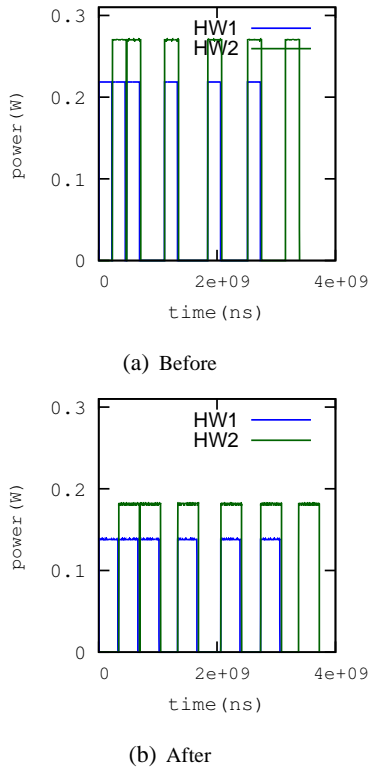 0.3
HW1
HW2
0.2
power(W)
0.1
0
0
2e+09
4e+09
time(ns)
(a) Before
0.3
HW1
HW2
0.2
power(W)
0.1
0
0
2e+09
4e+09
time(ns)
(b) After